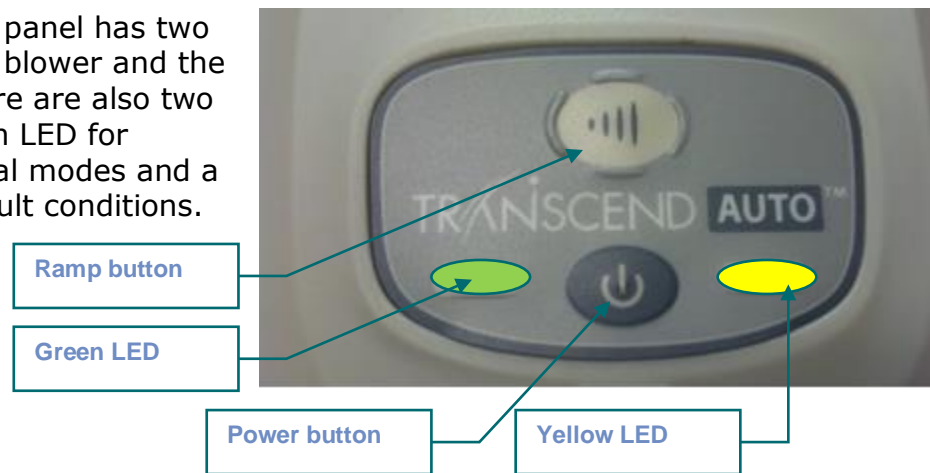 panel has two
blower and the
re are also two
n LED for
al modes and a
ult conditions.
TRANSCEND AUTO™
Ramp button
Green LED
Power button
Yellow LED